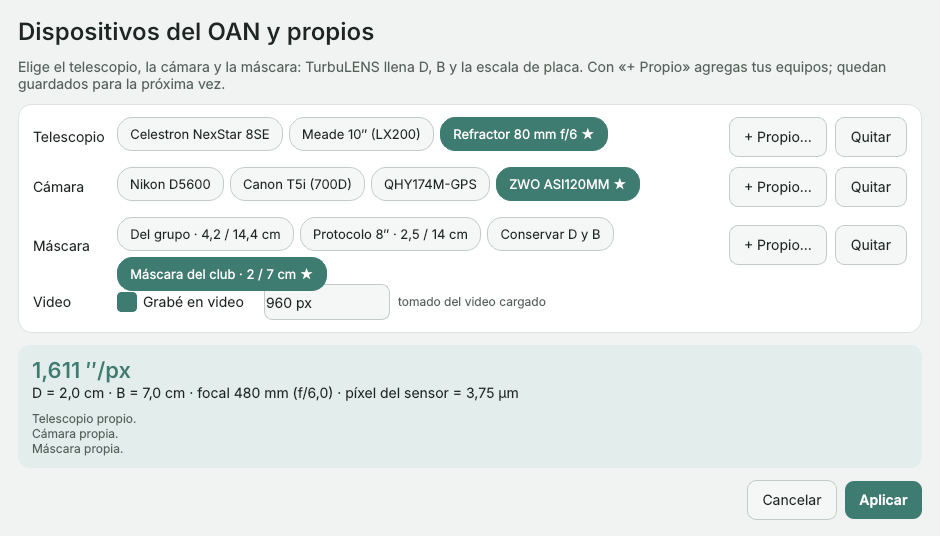 Dispositivos del OAN y propios
Elige el telescopio, la cámara y la máscara: TurbuLENS llena D, B y la escala de placa. Con «+ Propio» agregas tus equipos; quedan
guardados para la próxima vez.
Telescopio Celestron NexStar 8SE Meade 10″ (LX200) Refractor 80 mm f/6 ★ + Propio... Quitar
Cámara Nikon D5600 Canon T5i (700D) QHY174M-GPS ZWO ASI120MM ★ + Propio... Quitar
Máscara Del grupo · 4,2 / 14,4 cm Protocolo 8″ · 2,5 / 14 cm Conservar D y B + Propio... Quitar
Máscara del club · 2 / 7 cm ★
Video Grabé en video 960 px tomado del video cargado
1,611 ″/px
D = 2,0 cm · B = 7,0 cm · focal 480 mm (f/6,0) · píxel del sensor = 3,75 µm
Telescopio propio.
Cámara propia.
Máscara propia.
Cancelar Aplicar